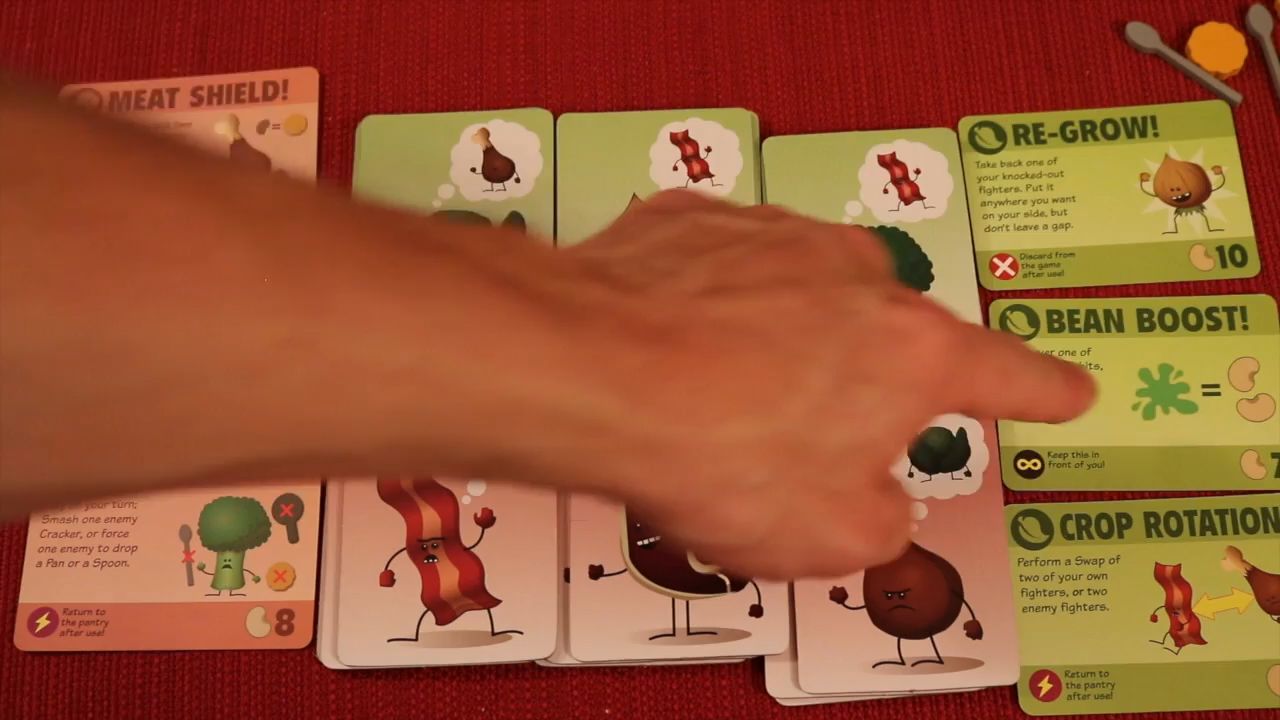 MEAT SHIELD!
=
of your turn:
Smash one enemy
Cracker, or force
one enemy to drop
a Pan or a Spoon.
Return to
the pantry
after use!
8
RE-GROW!
Take back one of
your knocked-out
fighters. Put it
anywhere you want
on your side, but
don't leave a gap.
Discard from
the game
after use!
10
BEAN BOOST!
one of
=
Keep this in
front of you!
7
CROP ROTATION
Perform a Swap of
two of your own
fighters, or two
enemy fighters.
Return to
the pantry
after use!